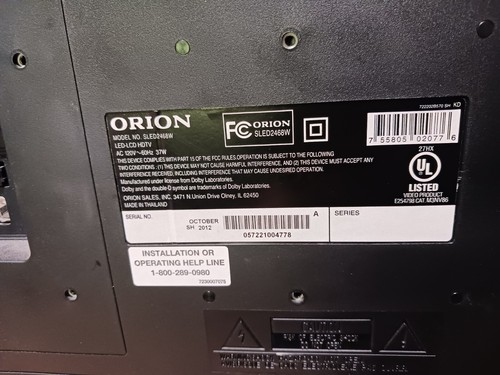 7222028570 SH KD
ORION
MODEL NO. SLED2468W
LED-LCD HDTV
AC 120V~60Hz 37W
FC ORION
SLED2468W
7 55805 02077 6
THIS DEVICE COMPLIES WITH PART 15 OF THE FCC RULES OPERATION IS SUBJECT TO THE FOLLOWING
TWO CONDITIONS. (1) THIS DEVICE MAY NOT CAUSE HARMFUL INTERFERENCE, AND (2) THIS DEVICE MUST ACCEPT ANY
INTERFERENCE RECEIVED, INCLUDING INTERFERENCE THAT MAY CAUSE UNDESIRED OPERATION.
Manufactured under license from Dolby Laboratories.
Dolby and the double-D symbol are trademarks of Dolby Laboratories.
ORION SALES, INC. 3471 N.Union Drive Olney, IL 62450
MADE IN THAILAND
27HX
UL
LISTED
VIDEO PRODUCT
E254798 CAT. M3NV86
SERIAL NO.
OCTOBER
SH 2012
A
057221004778
SERIES
INSTALLATION OR
OPERATING HELP LINE
1-800-289-0980
7230007075